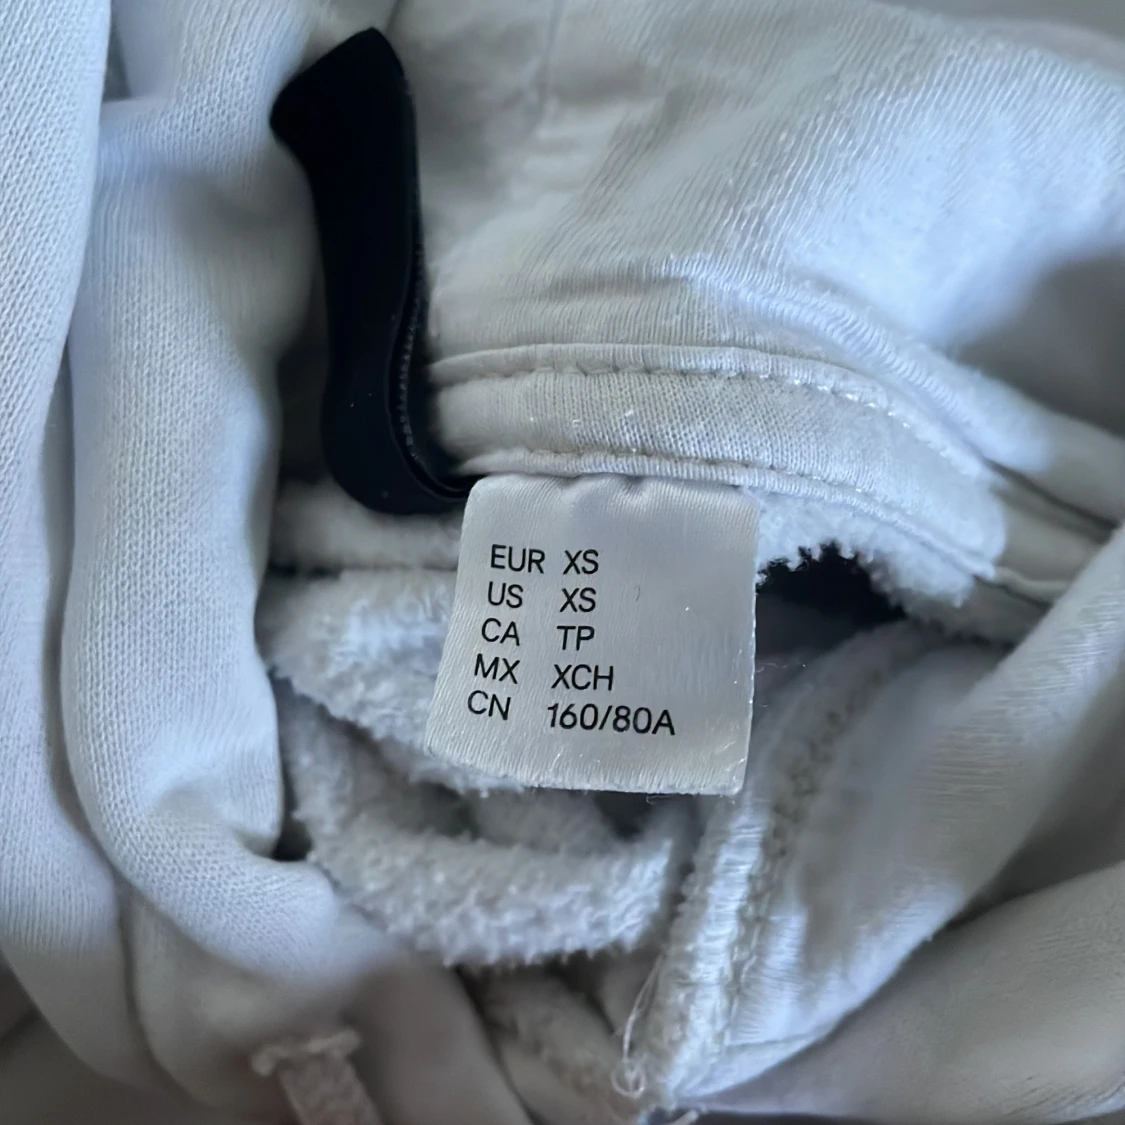 EUR XS
US XS
CA TP
MX XCH
CN 160/80A